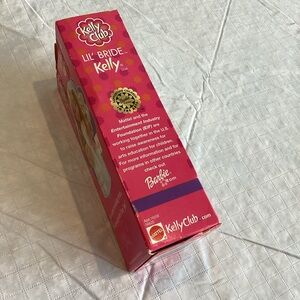 Kelly
Club
LIL' BRIDE
Kelly
Mattel and the
Entertainment Industry
Foundation (EIF) are
working together in the U.S.
to raise awareness for
arts education for children.
For more information and for
programs in other countries
check out
Barbie
.com
MATTEL
KellyClub.com